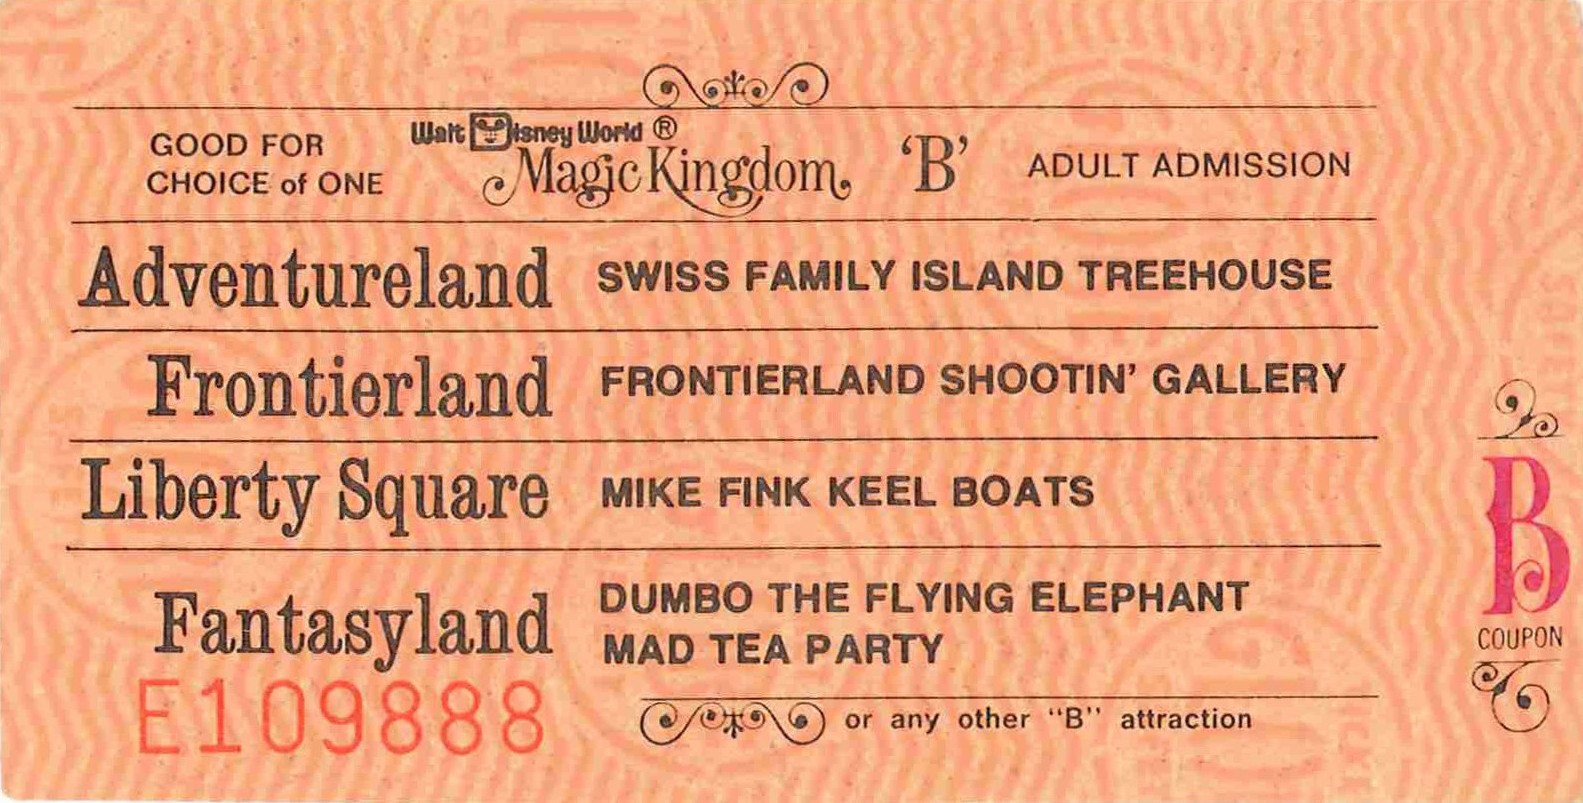 GOOD FOR
CHOICE of ONE
Walt Disney World ®
Magic Kingdom
'B'
ADULT ADMISSION
Adventureland SWISS FAMILY ISLAND TREEHOUSE
Frontierland FRONTIERLAND SHOOTIN' GALLERY
Liberty Square MIKE FINK KEEL BOATS
Fantasyland DUMBO THE FLYING ELEPHANT
MAD TEA PARTY
E109888
or any other "B" attraction
B
COUPON